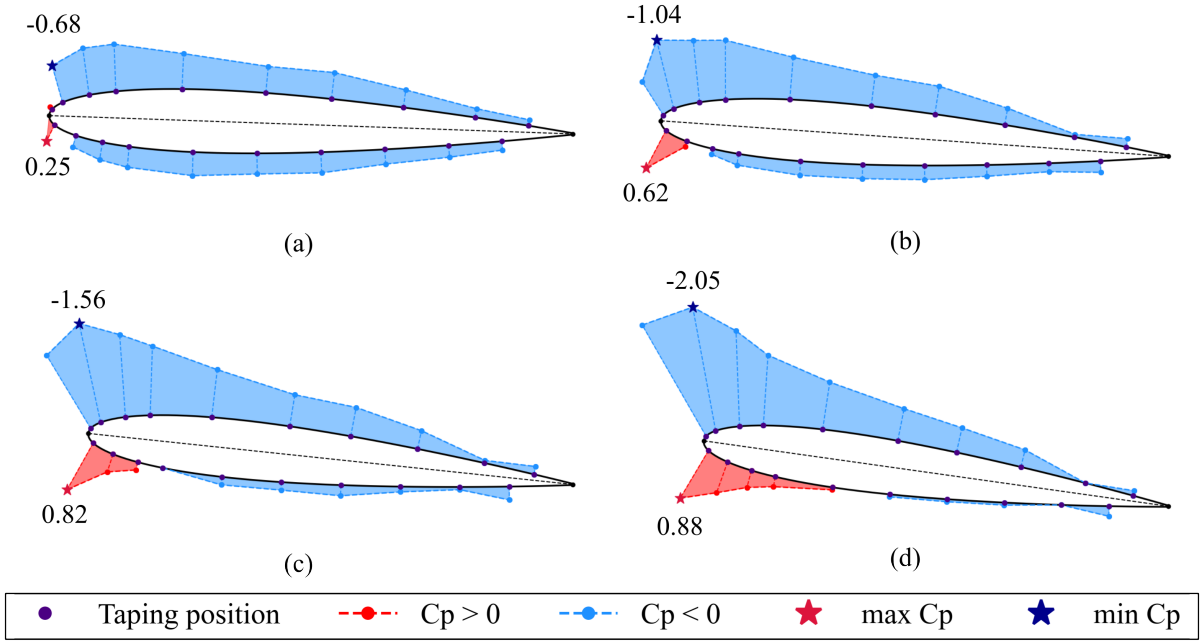 -0.68
0.25
(a)
-1.04
0.62
(b)
-1.56
0.82
(c)
-2.05
0.88
(d)
Taping position
Cp > 0
Cp < 0
max Cp
min Cp